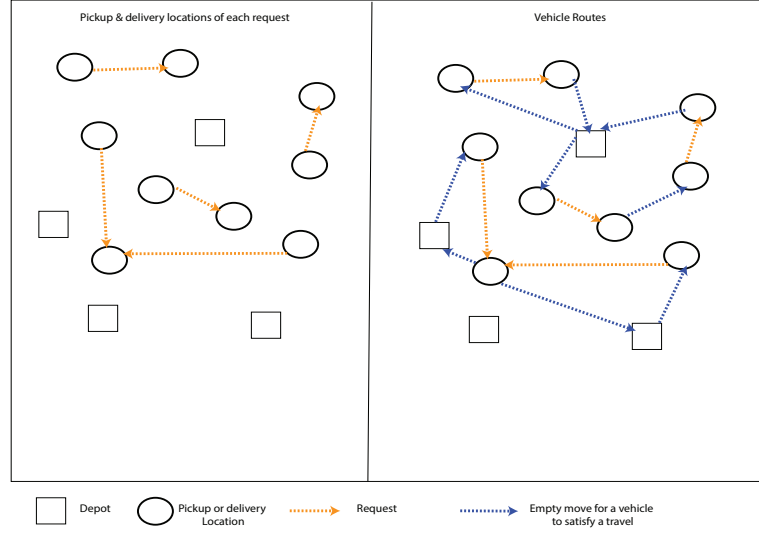 Pickup & delivery locations of each request
Vehicle Routes
Depot
Pickup or delivery
Location
Request
Empty move for a vehicle
to satisfy a travel